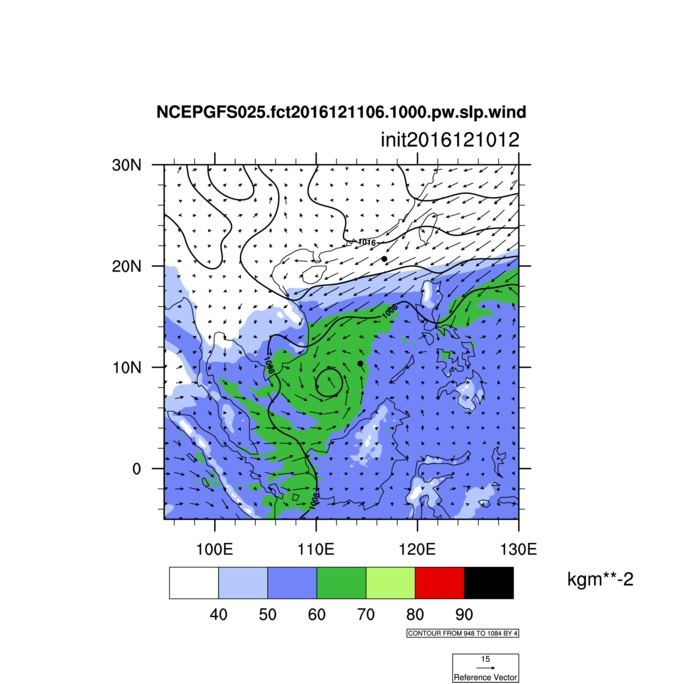 NCEPGFS025.fct2016121106.1000.pw.slp.wind
init2016121012
30N
20N
10N
0
1016
1008
1008
1008
100E 110E 120E 130E
kgm**-2
40 50 60 70 80 90
CONTOUR FROM 948 TO 1084 BY 4
15
Reference Vector